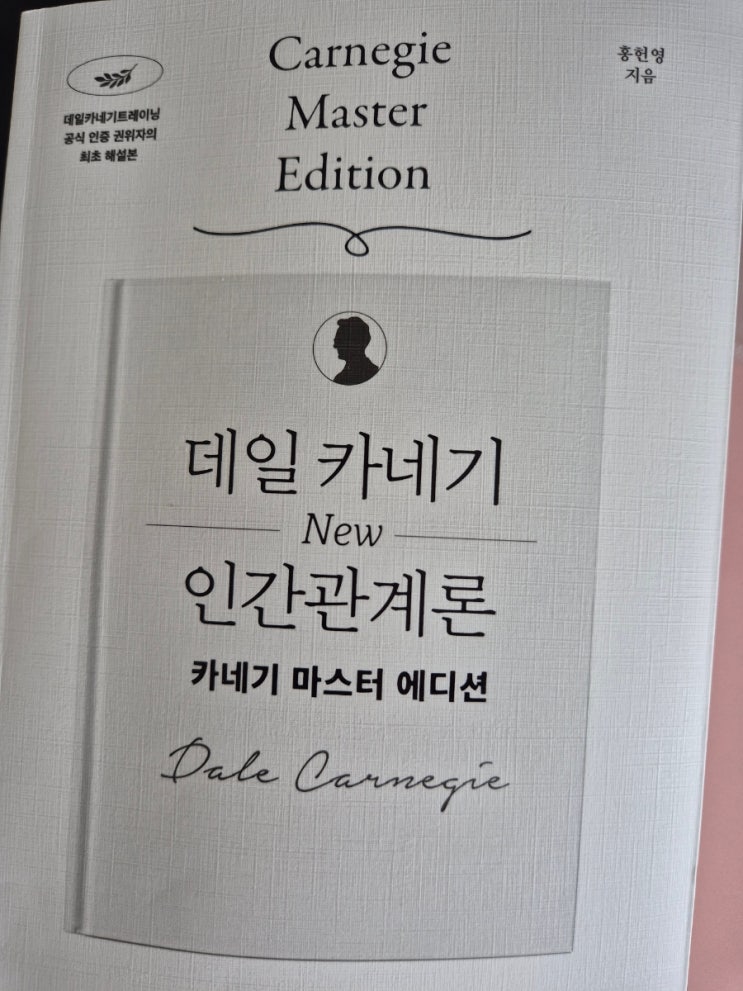 Carnegie
Master
Edition
데일카네기트레이닝
공식 인증 권위자의
최초 해설본
홍헌영
지음
데일 카네기
New
인간관계론
카네기 마스터 에디션
Dale Carnegie